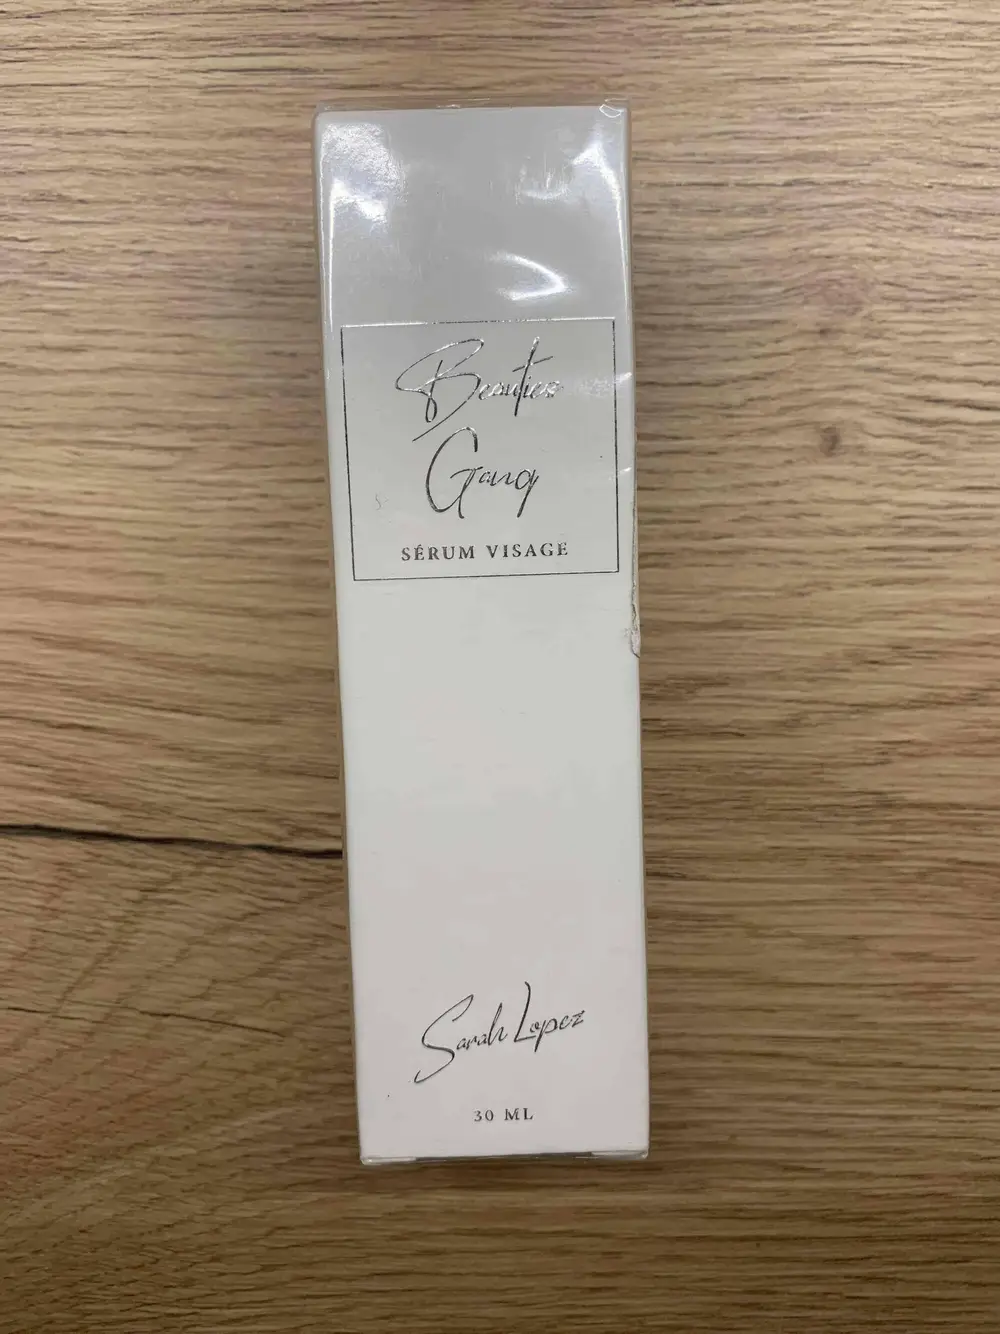 Beauties
Gang
SÉRUM VISAGE
Sarah Lopez
30 ML